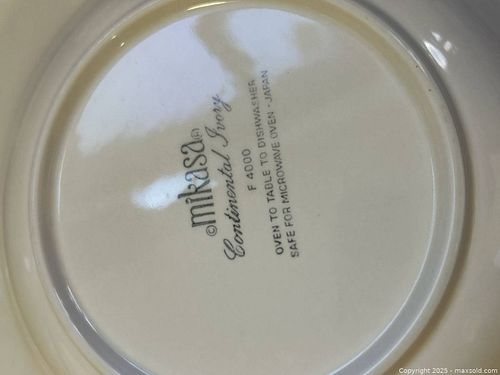 ©mikasa®
Continental Ivory
F 4000
OVEN TO TABLE TO DISHWASHER
SAFE FOR MICROWAVE OVEN · JAPAN
Copyright 2025 - maxsold.com